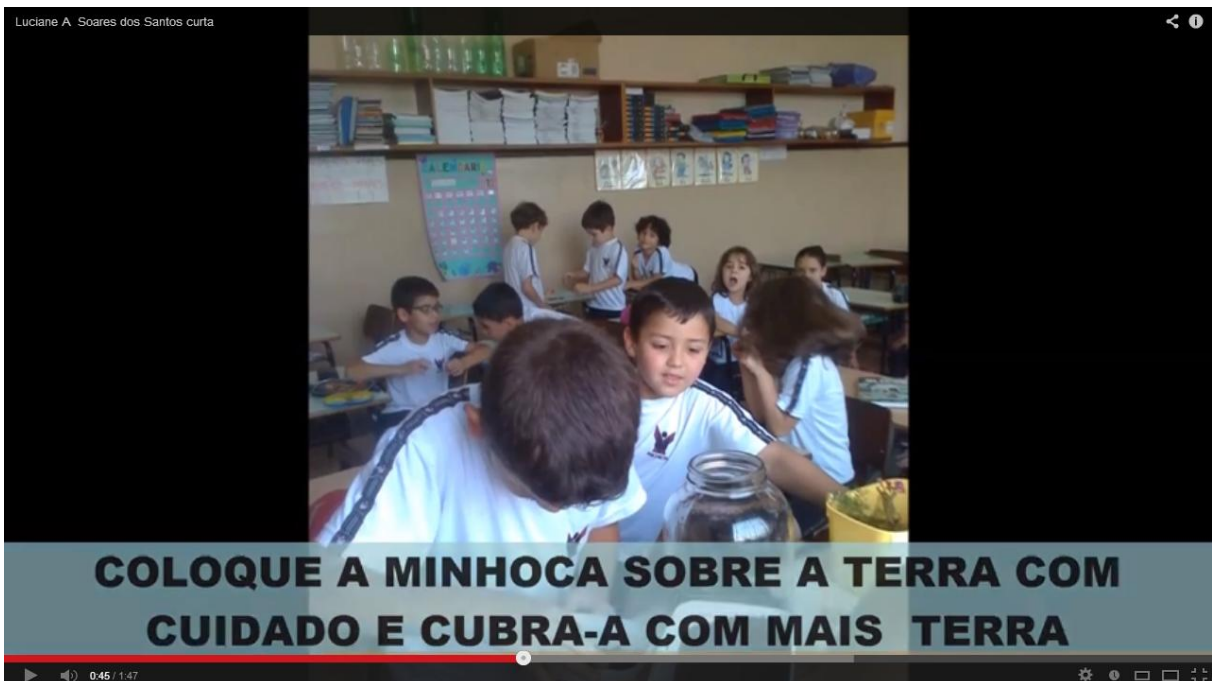 Luciane A Soares dos Santos curta
COLOQUE A MINHOCA SOBRE A TERRA COM
CUIDADO E CUBRA-A COM MAIS TERRA
0:45 / 1:47